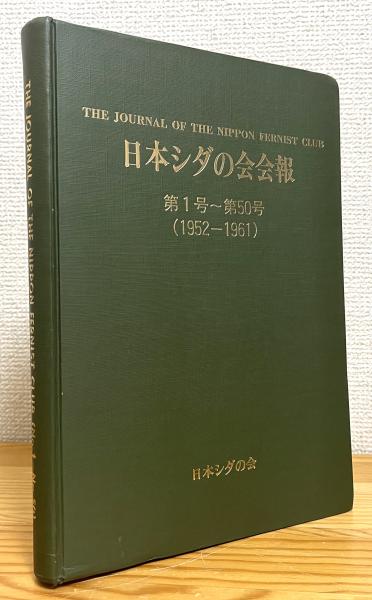 THE JOURNAL OF THE NIPPON FERNIST CLUB
日本シダの会会報
第1号〜第50号
(1952−1961)
日本シダの会
THE JOURNAL OF THE NIPPON FERNIST CLUB